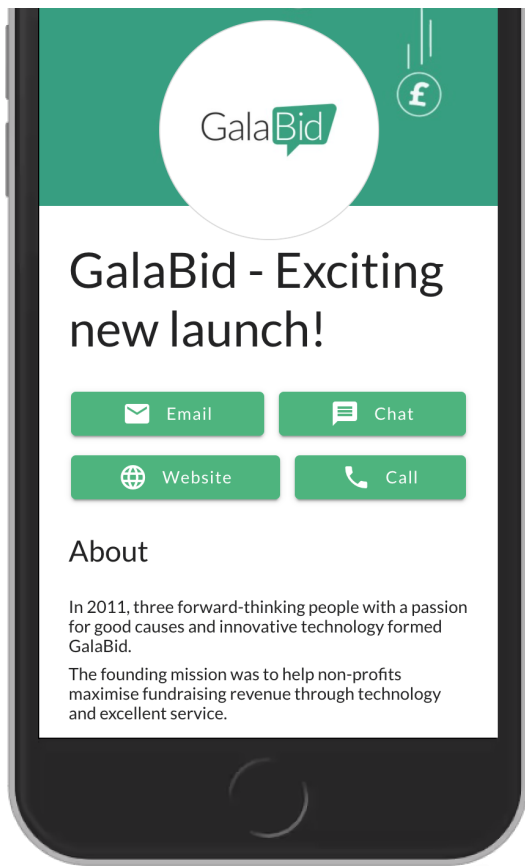 £
GalaBid
GalaBid - Exciting
new launch!
Email
Chat
Website
Call
About
In 2011, three forward-thinking people with a passion
for good causes and innovative technology formed
GalaBid.
The founding mission was to help non-profits
maximise fundraising revenue through technology
and excellent service.